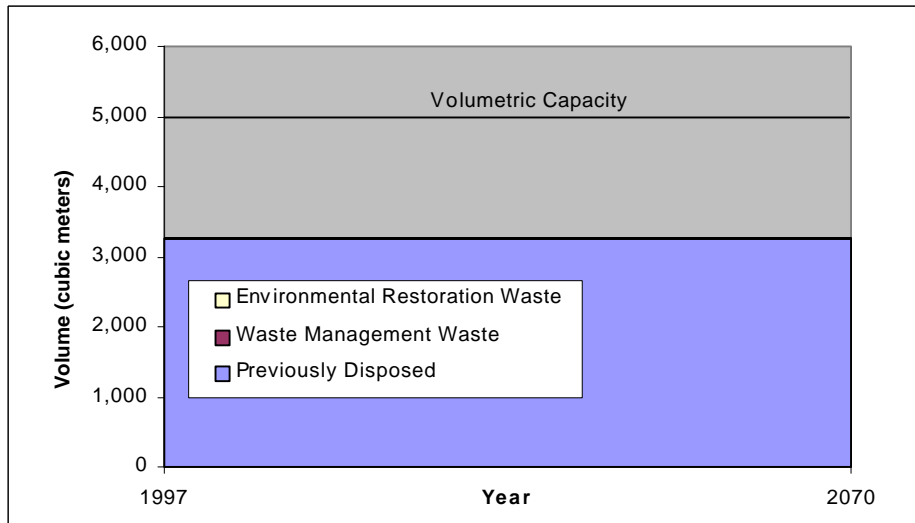 6,000
Volumetric Capacity
5,000
4,000
3,000
2,000
1,000
0
Volume (cubic meters)
Environmental Restoration Waste
Waste Management Waste
Previously Disposed
1997
Year
2070